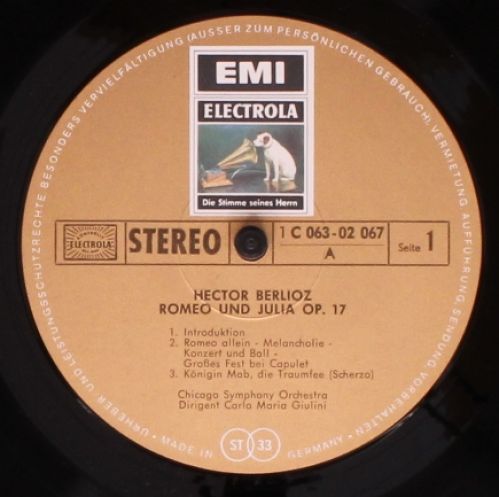 URHEBER- UND LEISTUNGSSCHUTZRECHTE BESONDERS VERVIELFÄLTIGUNG (AUSSER ZUM PERSÖNLICHEN GEBRAUCH), VERMIETUNG, AUFFÜHRUNG, SENDUNG, VORBEHALTEN
EMI
ELECTROLA
Die Stimme seines Herrn
ELECTROLA
STEREO
1 C 063-02 067
A
Seite 1
HECTOR BERLIOZ
ROMEO UND JULIA OP. 17
1. Introduktion
2. Romeo allein - Melancholie -
Konzert und Ball -
Großes Fest bei Capulet
3. Königin Mab, die Traumfee (Scherzo)
Chicago Symphony Orchestra
Dirigent Carlo Maria Giulini
MADE IN
ST 33
GERMANY